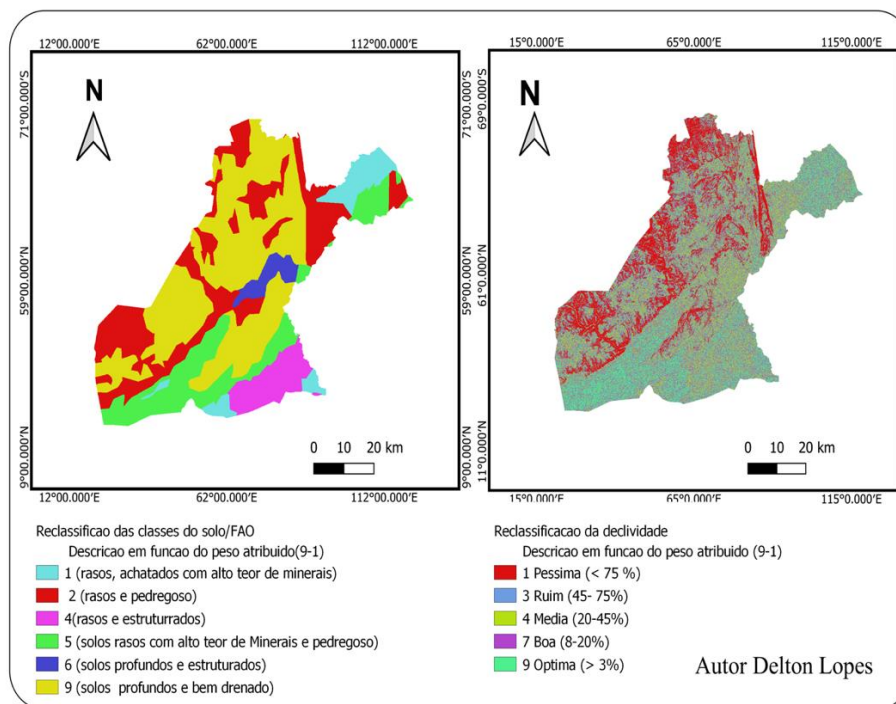 12°00.000'E 62°00.000'E 112°00.000'E
71°00.000'S
59°00.000'N
9°00.000'N
N
0 10 20 km
71°00.000'S
59°00.000'N
9°00.000'N
12°00.000'E 62°00.000'E 112°00.000'E
15°0.000'E 65°0.000'E 115°0.000'E
69°0.000'S
61°0.000'N
11°0.000'N
N
0 10 20 km
15°0.000'E 65°0.000'E 115°0.000'E
Reclassificao das classes do solo/FAO
Descricao em funcao do peso atribuido(9-1)
1 (rasos, achatados com alto teor de minerais)
2 (rasos e pedregoso)
4(rasos e estruturrados)
5 (solos rasos com alto teor de Minerais e pedregoso)
6 (solos profundos e estruturados)
9 (solos profundos e bem drenado)
Reclassificacao da declividade
Descricao em funcao do peso atribuido (9-1)
1 Pessima (< 75 %)
3 Ruim (45- 75%)
4 Media (20-45%)
7 Boa (8-20%)
9 Optima (> 3%)
Autor Delton Lopes